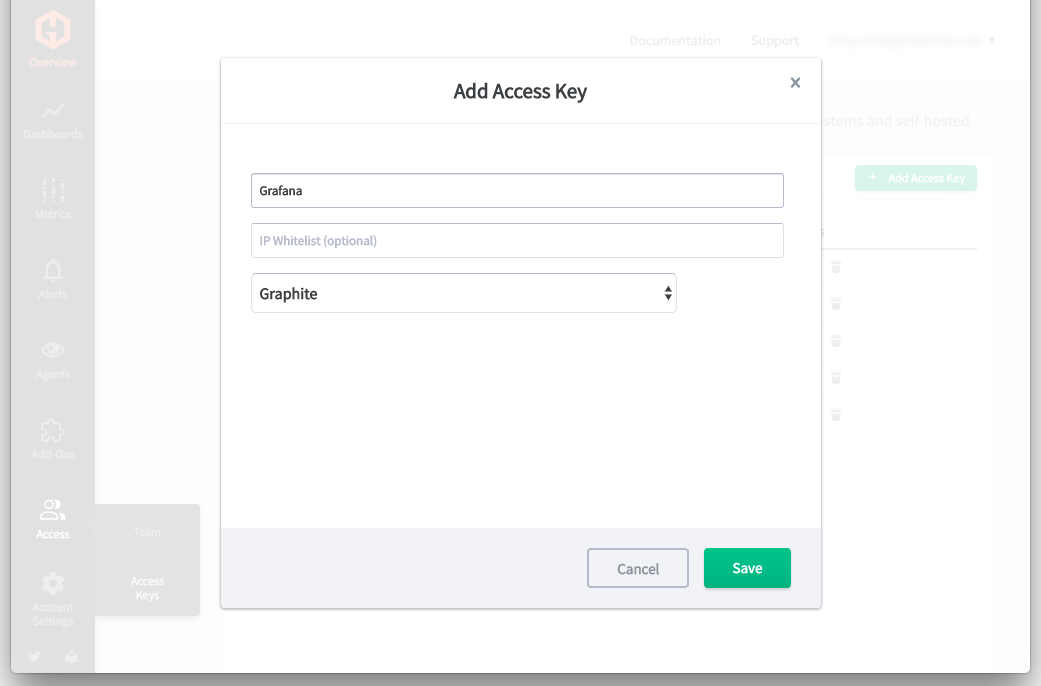 Overview
Dashboards
Metrics
Alerts
Agents
Add-Ons
Access
Account
Settings
Team
Access
Keys
Documentation
Support
stems and self-hosted
+ Add Access Key
s
Add Access Key
x
Grafana
IP Whitelist (optional)
Graphite
Cancel
Save